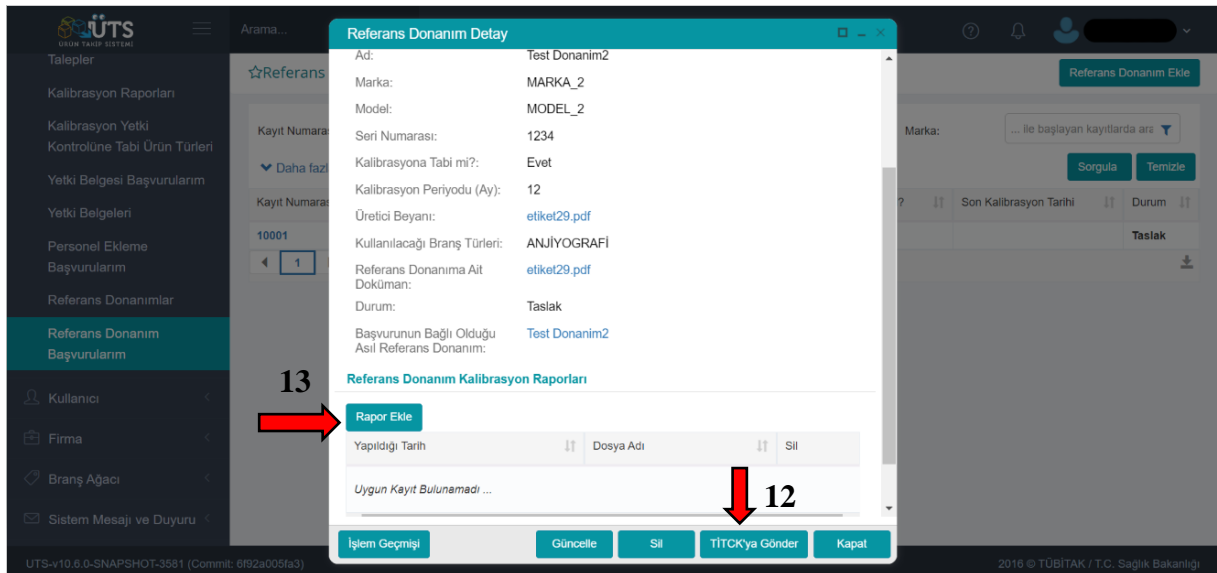 ÜTS
ÜRÜN TAKİP SİSTEMİ
Arama...
Talepler
Kalibrasyon Raporları
Kalibrasyon Yetki
Kontrolüne Tabi Ürün Türleri
Yetki Belgesi Başvurularım
Yetki Belgeleri
Personel Ekleme
Başvurularım
Referans Donanımlar
Referans Donanım
Başvurularım
Kullanıcı
Firma
Branş Ağacı
Sistem Mesajı ve Duyuru
UTS-v10.6.0-SNAPSHOT-3581 (Commit: 6f92a005fa3)
Referans
Kayıt Numara
Daha fazl
Kayıt Numara
10001
1
Referans Donanım Detay
Ad: Test Donanim2
Marka: MARKA_2
Model: MODEL_2
Seri Numarası: 1234
Kalibrasyona Tabi mi?: Evet
Kalibrasyon Periyodu (Ay): 12
Üretici Beyanı: etiket29.pdf
Kullanılacağı Branş Türleri: ANJİYOGRAFİ
Referans Donanıma Ait etiket29.pdf
Doküman:
Durum: Taslak
Başvurunun Bağlı Olduğu Test Donanim2
Asıl Referans Donanım:
Referans Donanım Kalibrasyon Raporları
13
Rapor Ekle
Yapıldığı Tarih Dosya Adı Sil
Uygun Kayıt Bulunamadı ...
12
İşlem Geçmişi Güncelle Sil TİTCK'ya Gönder Kapat
Referans Donanım Ekle
Marka: ... ile başlayan kayıtlarda ara
Sorgula Temizle
? Son Kalibrasyon Tarihi Durum
Taslak
2016 © TÜBİTAK / T.C. Sağlık Bakanlığı